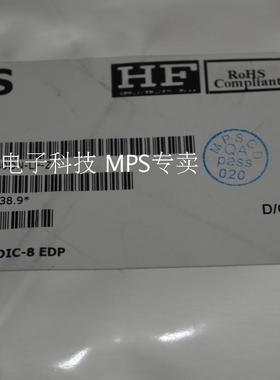 S
HF
RoHS
Compliant
电子科技 MPS专卖
MPSCD
QA
pass
020
38.9*
D/C
OIC-8 EDP